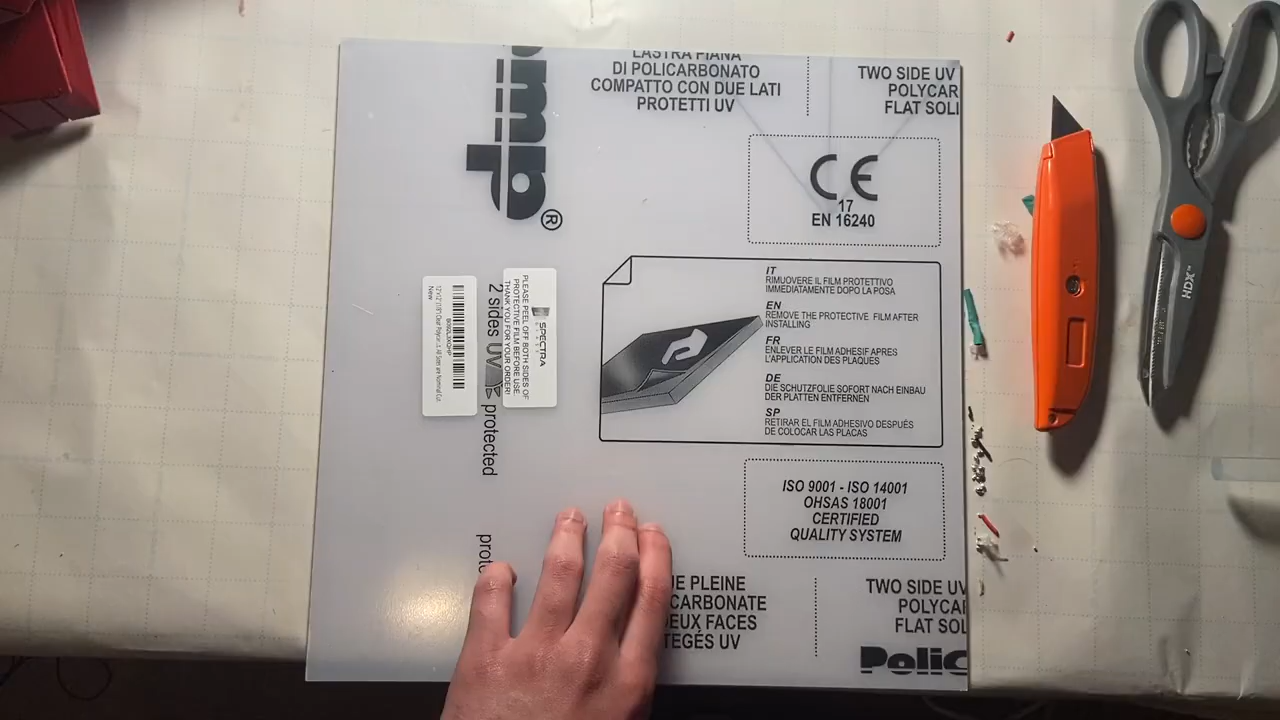 LASTRA PIANA
DI POLICARBONATO
COMPATTO CON DUE LATI
PROTETTI UV
TWO SIDE UV
POLYCAR
FLAT SOLI
omp®
CE
17
EN 16240
IT
RIMUOVERE IL FILM PROTETTIVO
IMMEDIATAMENTE DOPO LA POSA
EN
REMOVE THE PROTECTIVE FILM AFTER
INSTALLING
FR
ENLEVER LE FILM ADHESIF APRES
L'APPLICATION DES PLAQUES
DE
DIE SCHUTZFOLIE SOFORT NACH EINBAU
DER PLATTEN ENTFERNEN
SP
RETIRAR EL FILM ADHESIVO DESPUÉS
DE COLOCAR LAS PLACAS
SPECTRA
PLEASE PEEL OFF BOTH SIDES OF
PROTECTIVE FILM BEFORE USE.
THANK YOU FOR YOUR ORDER!
2 sides UV protected
prote
New
ISO 9001 - ISO 14001
OHSAS 18001
CERTIFIED
QUALITY SYSTEM
UE PLEINE
CARBONATE
DEUX FACES
TEGÉS UV
TWO SIDE UV
POLYCAR
FLAT SOL
PoliC
HDX